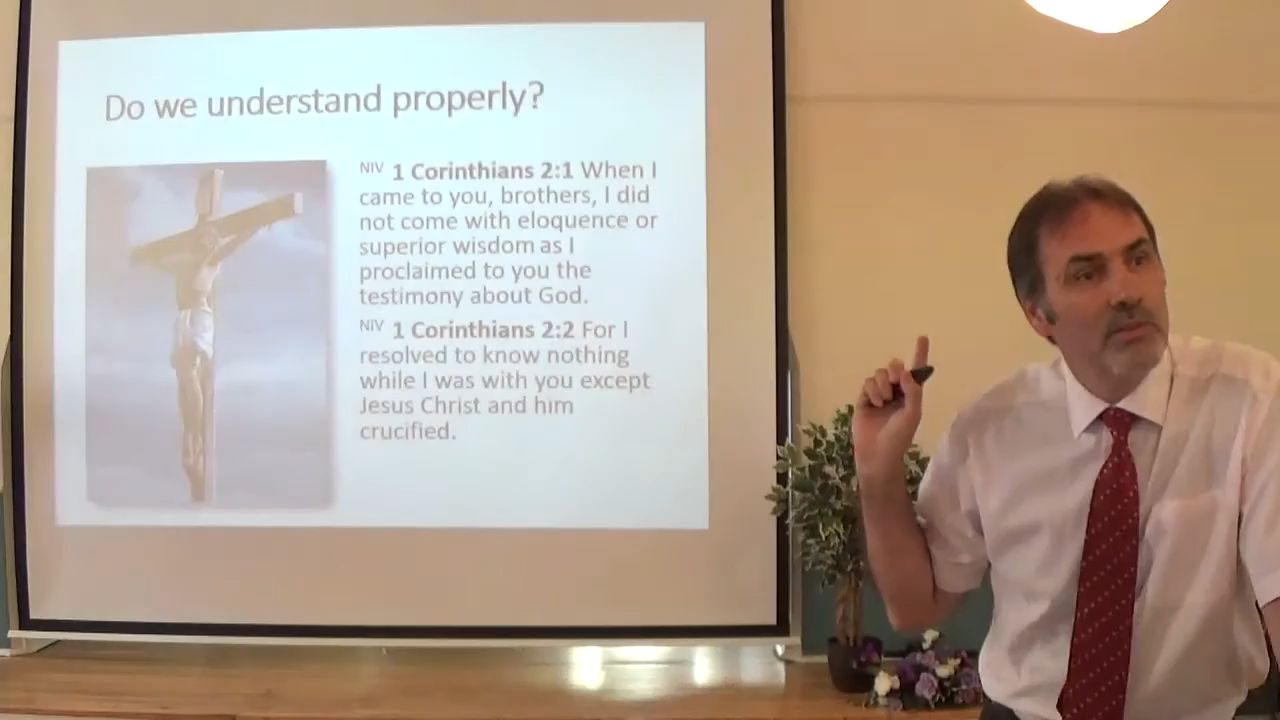 Do we understand properly?
NIV 1 Corinthians 2:1 When I
came to you, brothers, I did
not come with eloquence or
superior wisdom as I
proclaimed to you the
testimony about God.
NIV 1 Corinthians 2:2 For I
resolved to know nothing
while I was with you except
Jesus Christ and him
crucified.